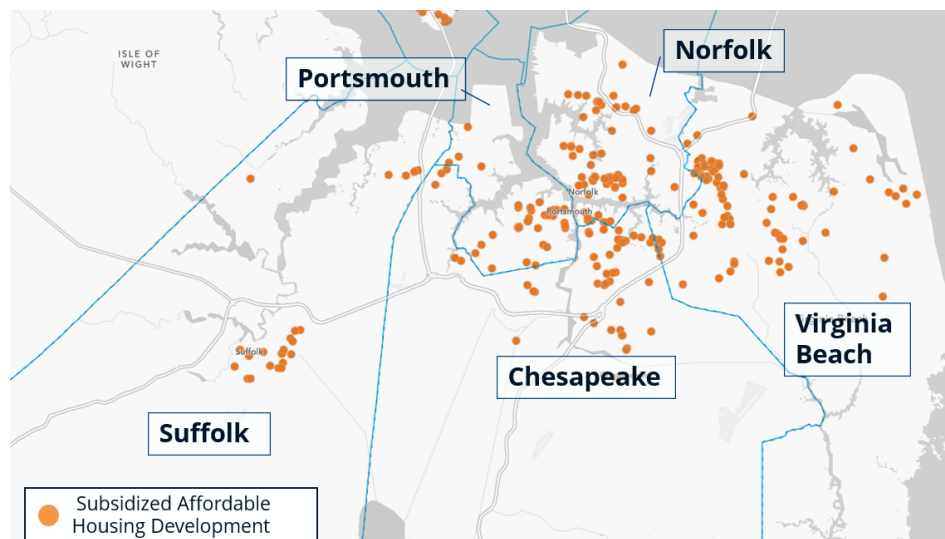 ISLE OF
WIGHT
Norfolk
Portsmouth
Norfolk
Portsmouth
Virginia
Beach
Suffolk
Chesapeake
Suffolk
Subsidized Affordable
Housing Development